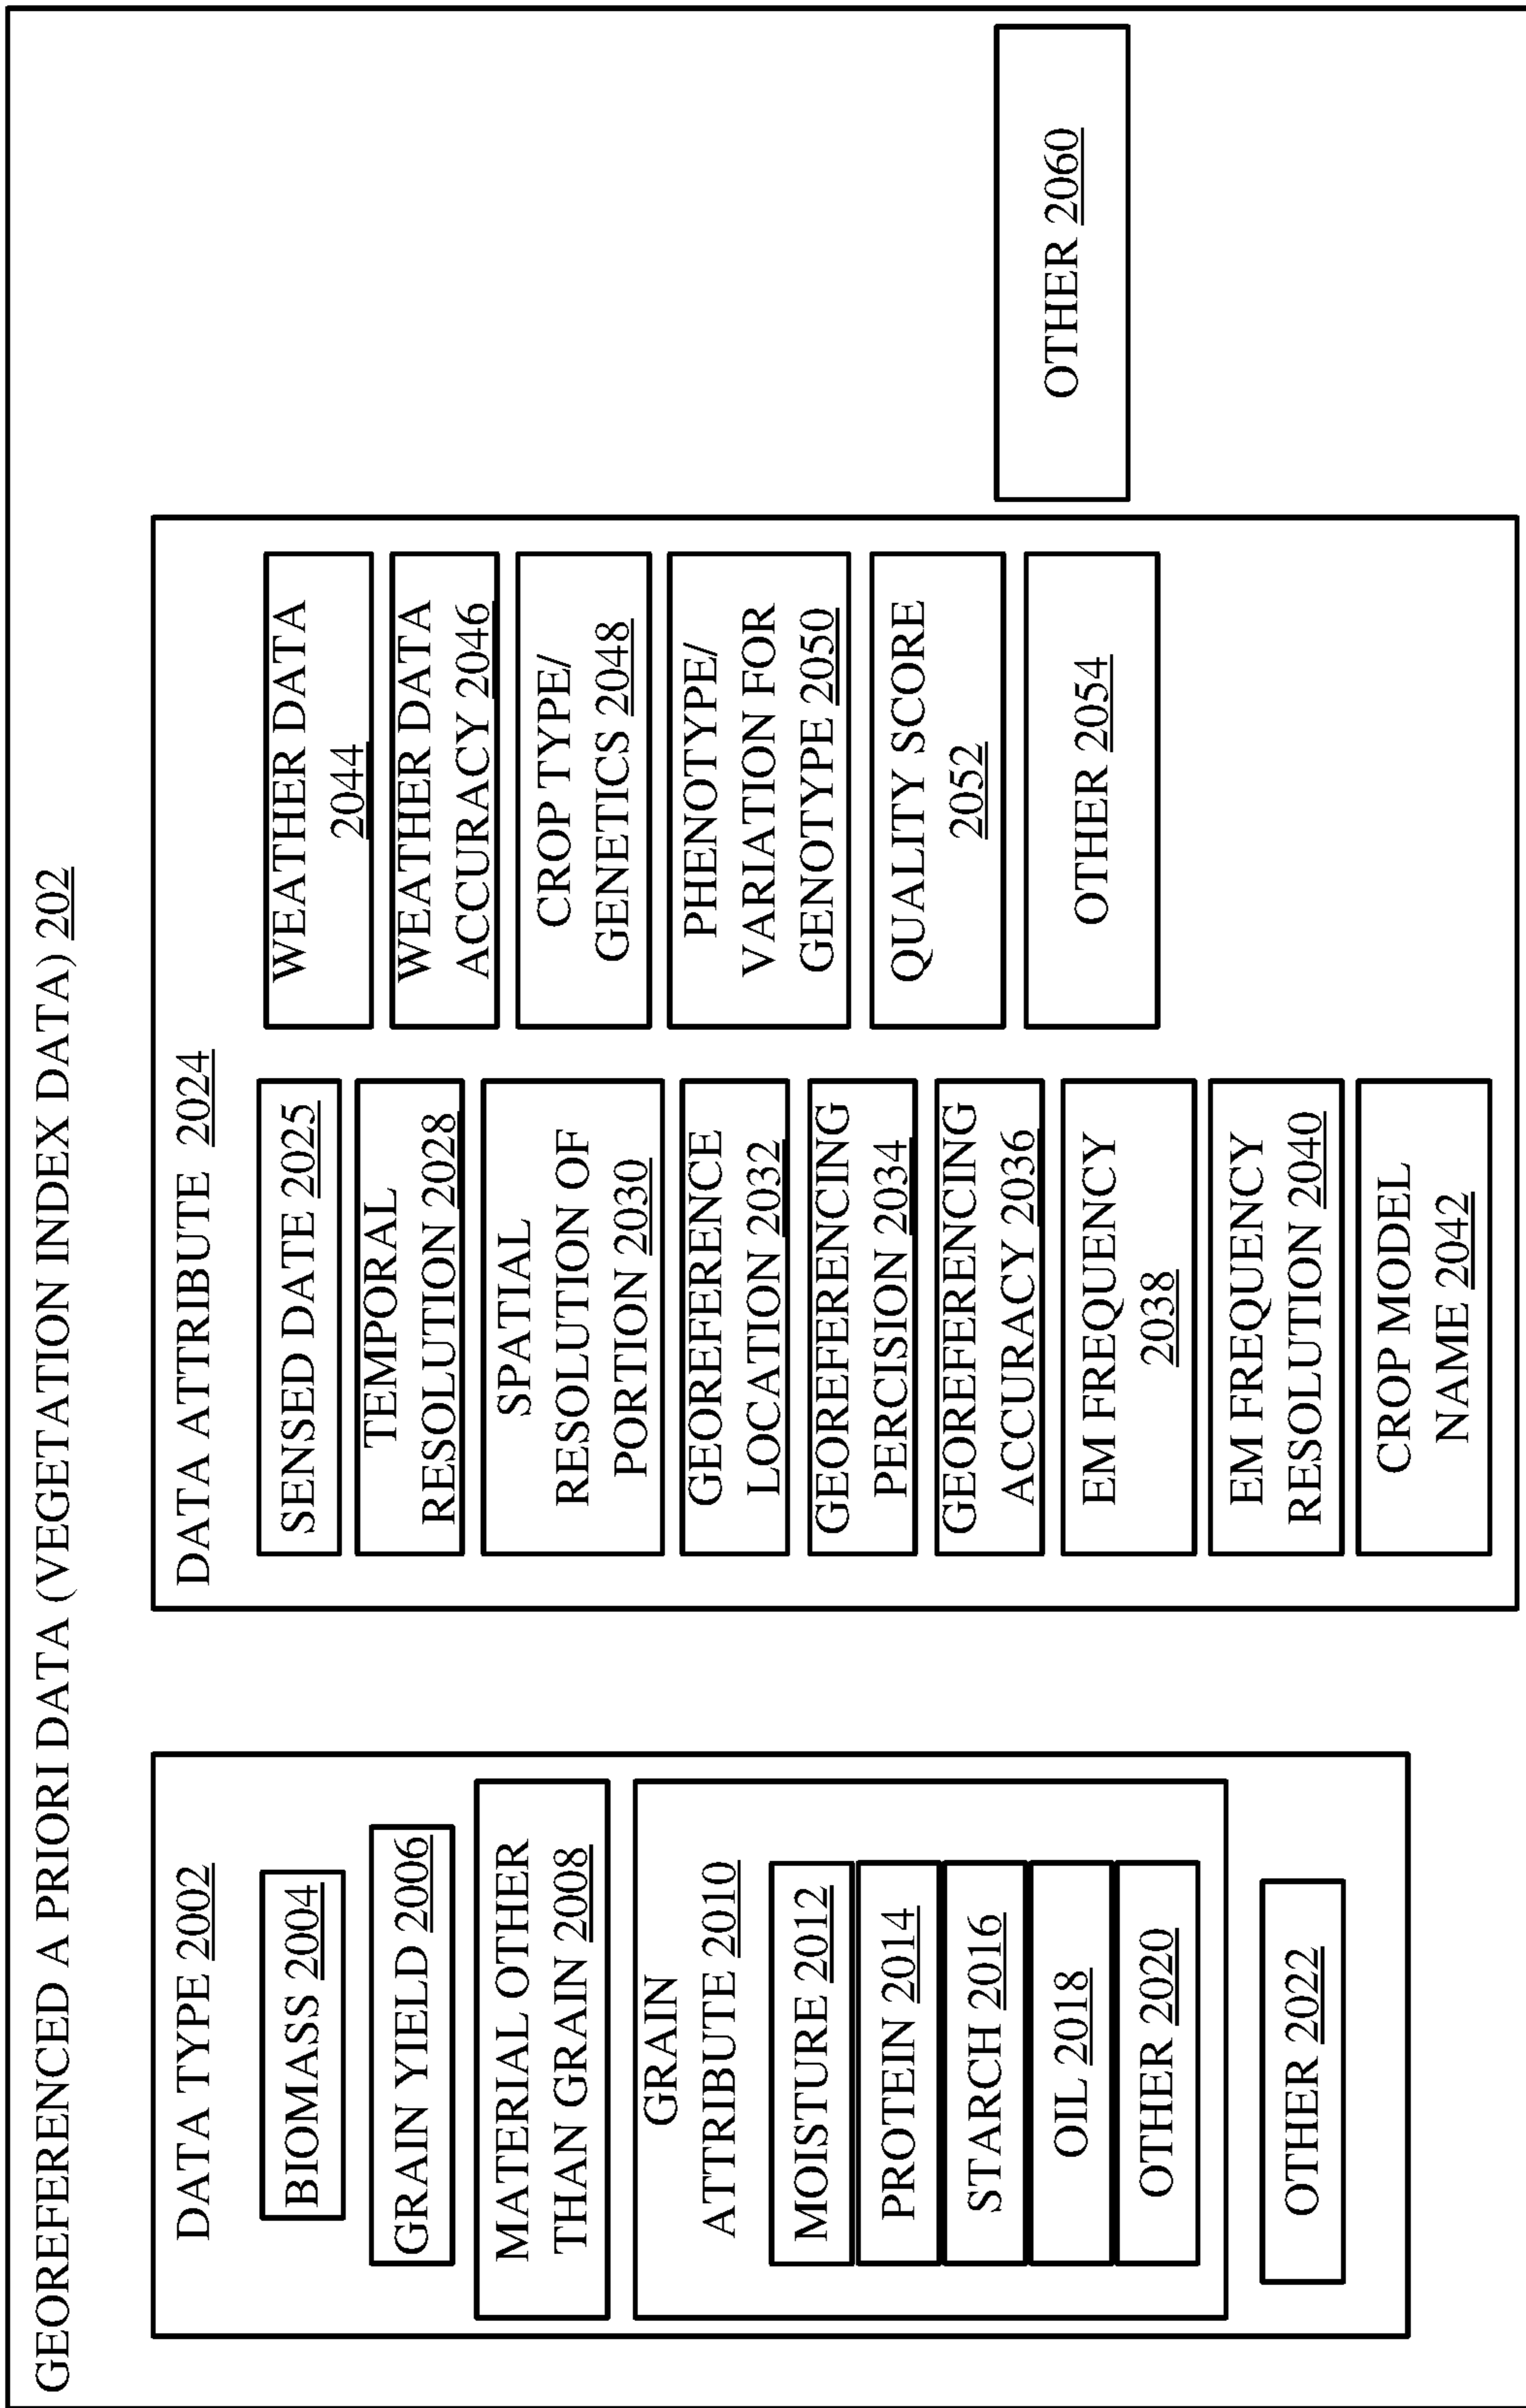 GEOREFERENCED A PRIORI DATA (VEGETATION INDEX DATA) 202
DATA TYPE 2002
BIOMASS 2004
GRAIN YIELD 2006
MATERIAL OTHER
THAN GRAIN 2008
GRAIN
ATTRIBUTE 2010
MOISTURE 2012
PROTEIN 2014
STARCH 2016
OIL 2018
OTHER 2020
OTHER 2022
DATA ATTRIBUTE 2024
SENSED DATE 2025
TEMPORAL
RESOLUTION 2028
SPATIAL
RESOLUTION OF
PORTION 2030
GEOREFERENCE
LOCATION 2032
GEOREFERENCING
PERCISION 2034
GEOREFERENCING
ACCURACY 2036
EM FREQUENCY
2038
EM FREQUENCY
RESOLUTION 2040
CROP MODEL
NAME 2042
WEATHER DATA
2044
WEATHER DATA
ACCURACY 2046
CROP TYPE/
GENETICS 2048
PHENOTYPE/
VARIATION FOR
GENOTYPE 2050
QUALITY SCORE
2052
OTHER 2054
OTHER 2060